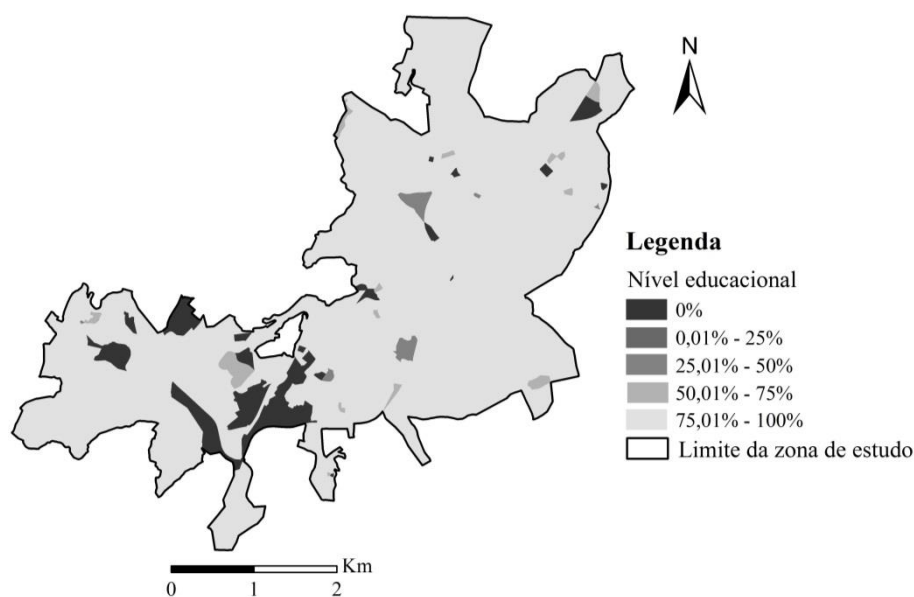 N
Legenda
Nível educacional
0%
0,01% - 25%
25,01% - 50%
50,01% - 75%
75,01% - 100%
Limite da zona de estudo
Km
0 1 2